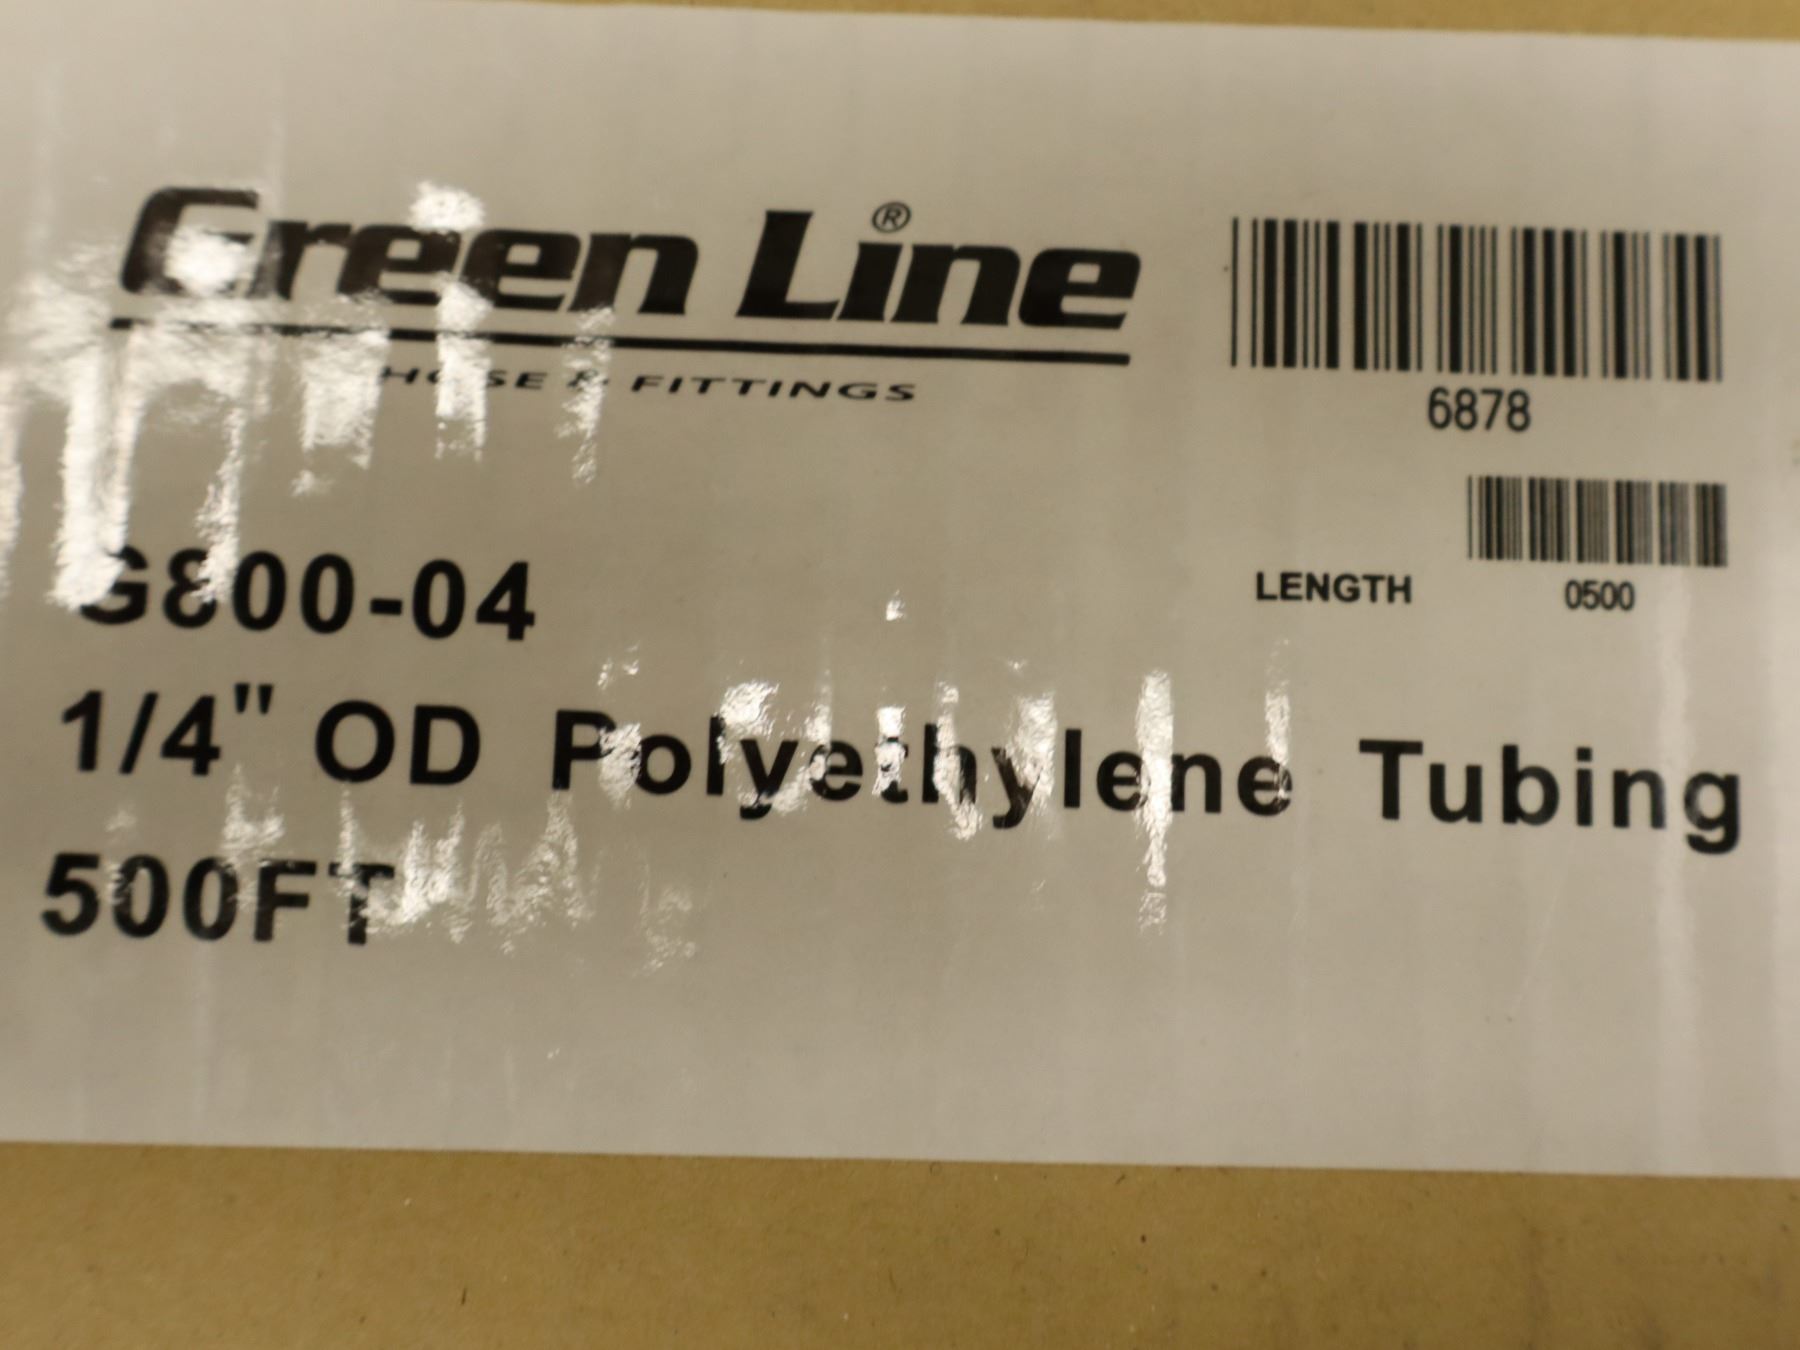 Green Line®
HOSE & FITTINGS
6878
LENGTH 0500
G800-04
1/4" OD Polyethylene Tubing
500FT